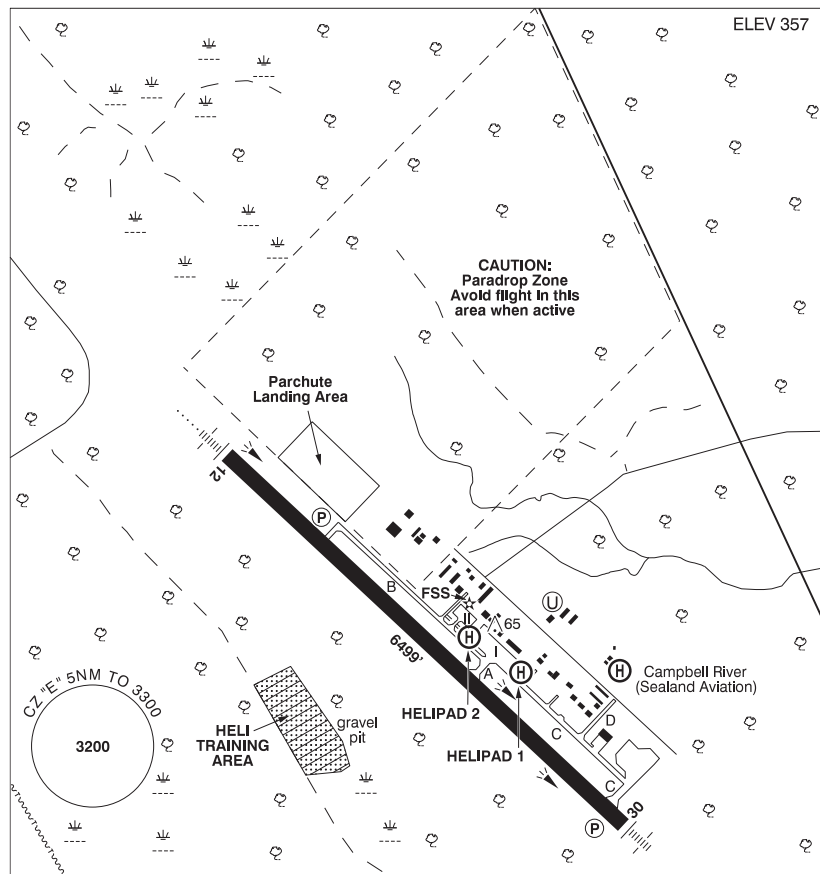 ELEV 357
CAUTION:
Paradrop Zone
Avoid flight in this
area when active
Parchute
Landing Area
12
P
B
FSS
U
65
II
H
I
A
H
H
Campbell River
(Sealand Aviation)
6499'
HELIPAD 2
D
C
HELIPAD 1
CZ "E" 5NM TO 3300
3200
HELI
TRAINING
AREA
gravel
pit
C
30
P